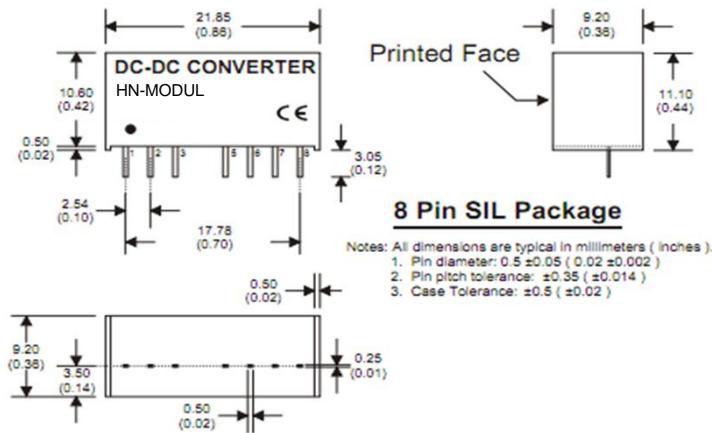 21.85
(0.86)
9.20
(0.36)
DC-DC CONVERTER
HN-MODUL
Printed Face
10.60
(0.42)
11.10
(0.44)
CE
0.50
(0.02)
1 2 3 5 6 7 8
3.05
(0.12)
2.54
(0.10)
17.78
(0.70)
8 Pin SIL Package
Notes: All dimensions are typical in millimeters ( inches ).
1. Pin diameter: 0.5 ±0.05 ( 0.02 ±0.002 )
2. Pin pitch tolerance: ±0.35 ( ±0.014 )
3. Case Tolerance: ±0.5 ( ±0.02 )
0.50
(0.02)
9.20
(0.36)
3.50
(0.14)
0.25
(0.01)
0.50
(0.02)